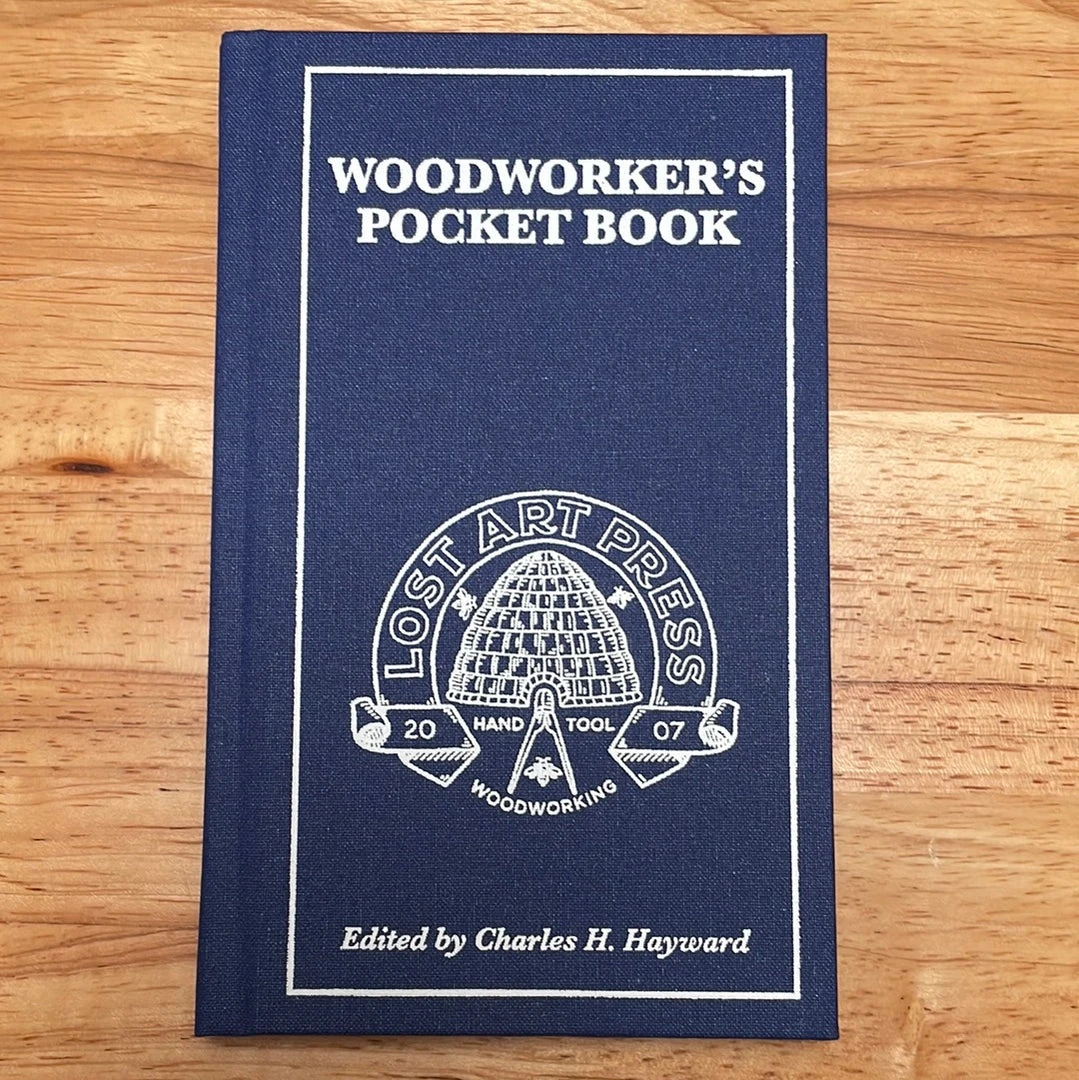 WOODWORKER’S
POCKET BOOK
LOST ART PRESS
20 HAND TOOL 07
WOODWORKING
Edited by Charles H. Hayward